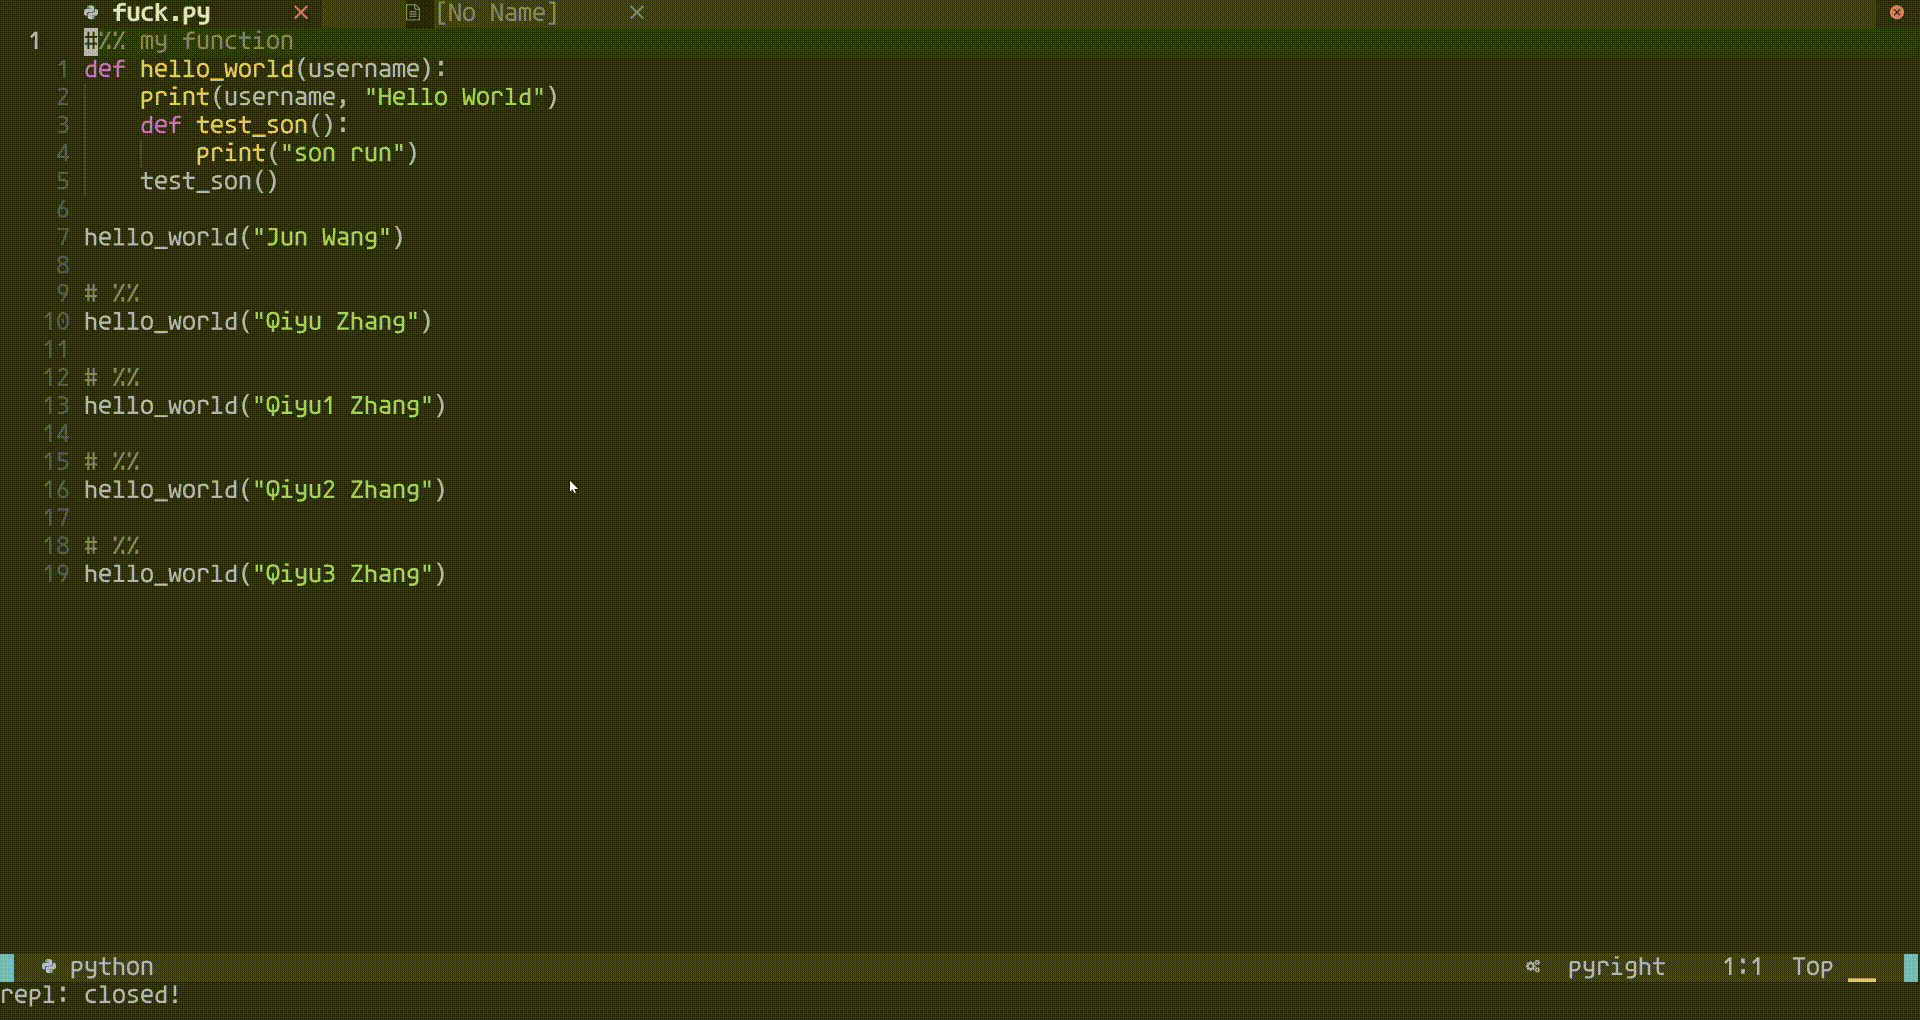 fuck.py × [No Name] ×
1 #%% my function
1 def hello_world(username):
2 print(username, "Hello World")
3 def test_son():
4 print("son run")
5 test_son()
6
7 hello_world("Jun Wang")
8
9 # %%
10 hello_world("Qiyu Zhang")
11
12 # %%
13 hello_world("Qiyu1 Zhang")
14
15 # %%
16 hello_world("Qiyu2 Zhang")
17
18 # %%
19 hello_world("Qiyu3 Zhang")
python pyright 1:1 Top __
repl: closed!